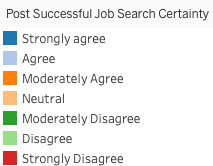 Post Successful Job Search Certainty
Strongly agree
Agree
Moderately Agree
Neutral
Moderately Disagree
Disagree
Strongly Disagree